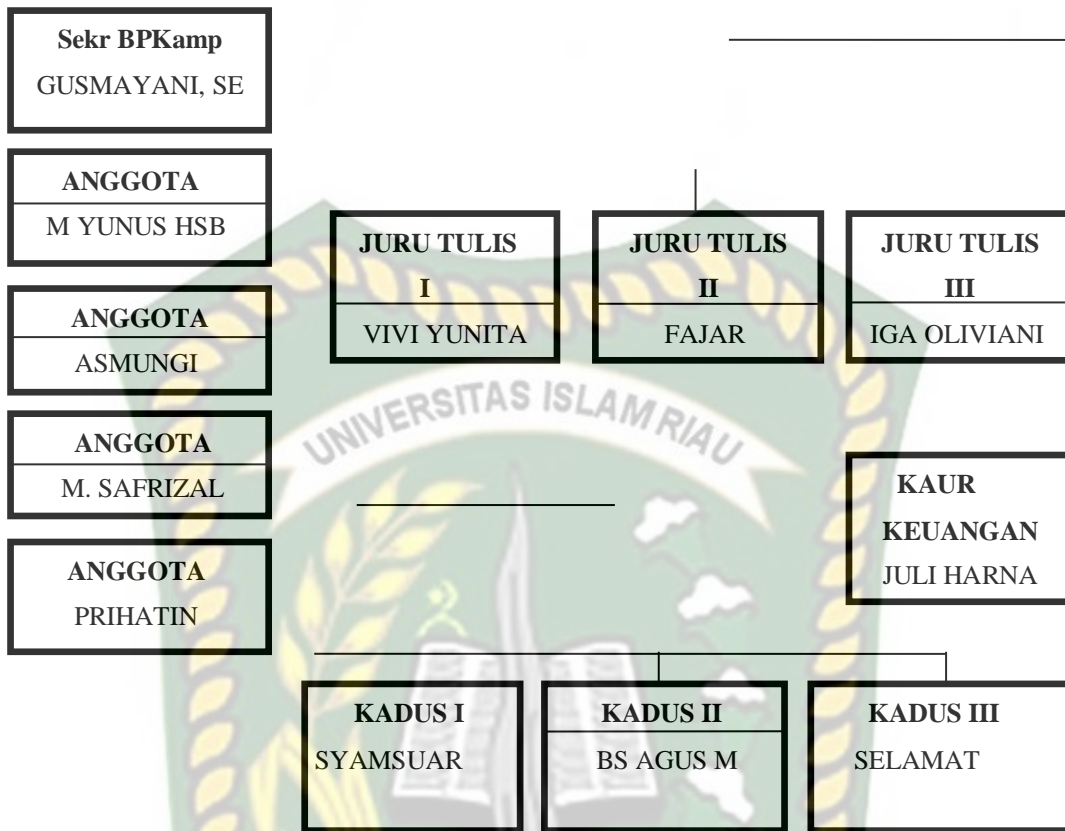 Sekr BPKamp
GUSMAYANI, SE
ANGGOTA
M YUNUS HSB
ANGGOTA
ASMUNGI
ANGGOTA
M. SAFRIZAL
ANGGOTA
PRIHATIN
JURU TULIS
I
VIVI YUNITA
JURU TULIS
II
FAJAR
JURU TULIS
III
IGA OLIVIANI
UNIVERSITAS ISLAM RIAU
KAUR
KEUANGAN
JULI HARNA
KADUS I
SYAMSUAR
KADUS II
BS AGUS M
KADUS III
SELAMAT